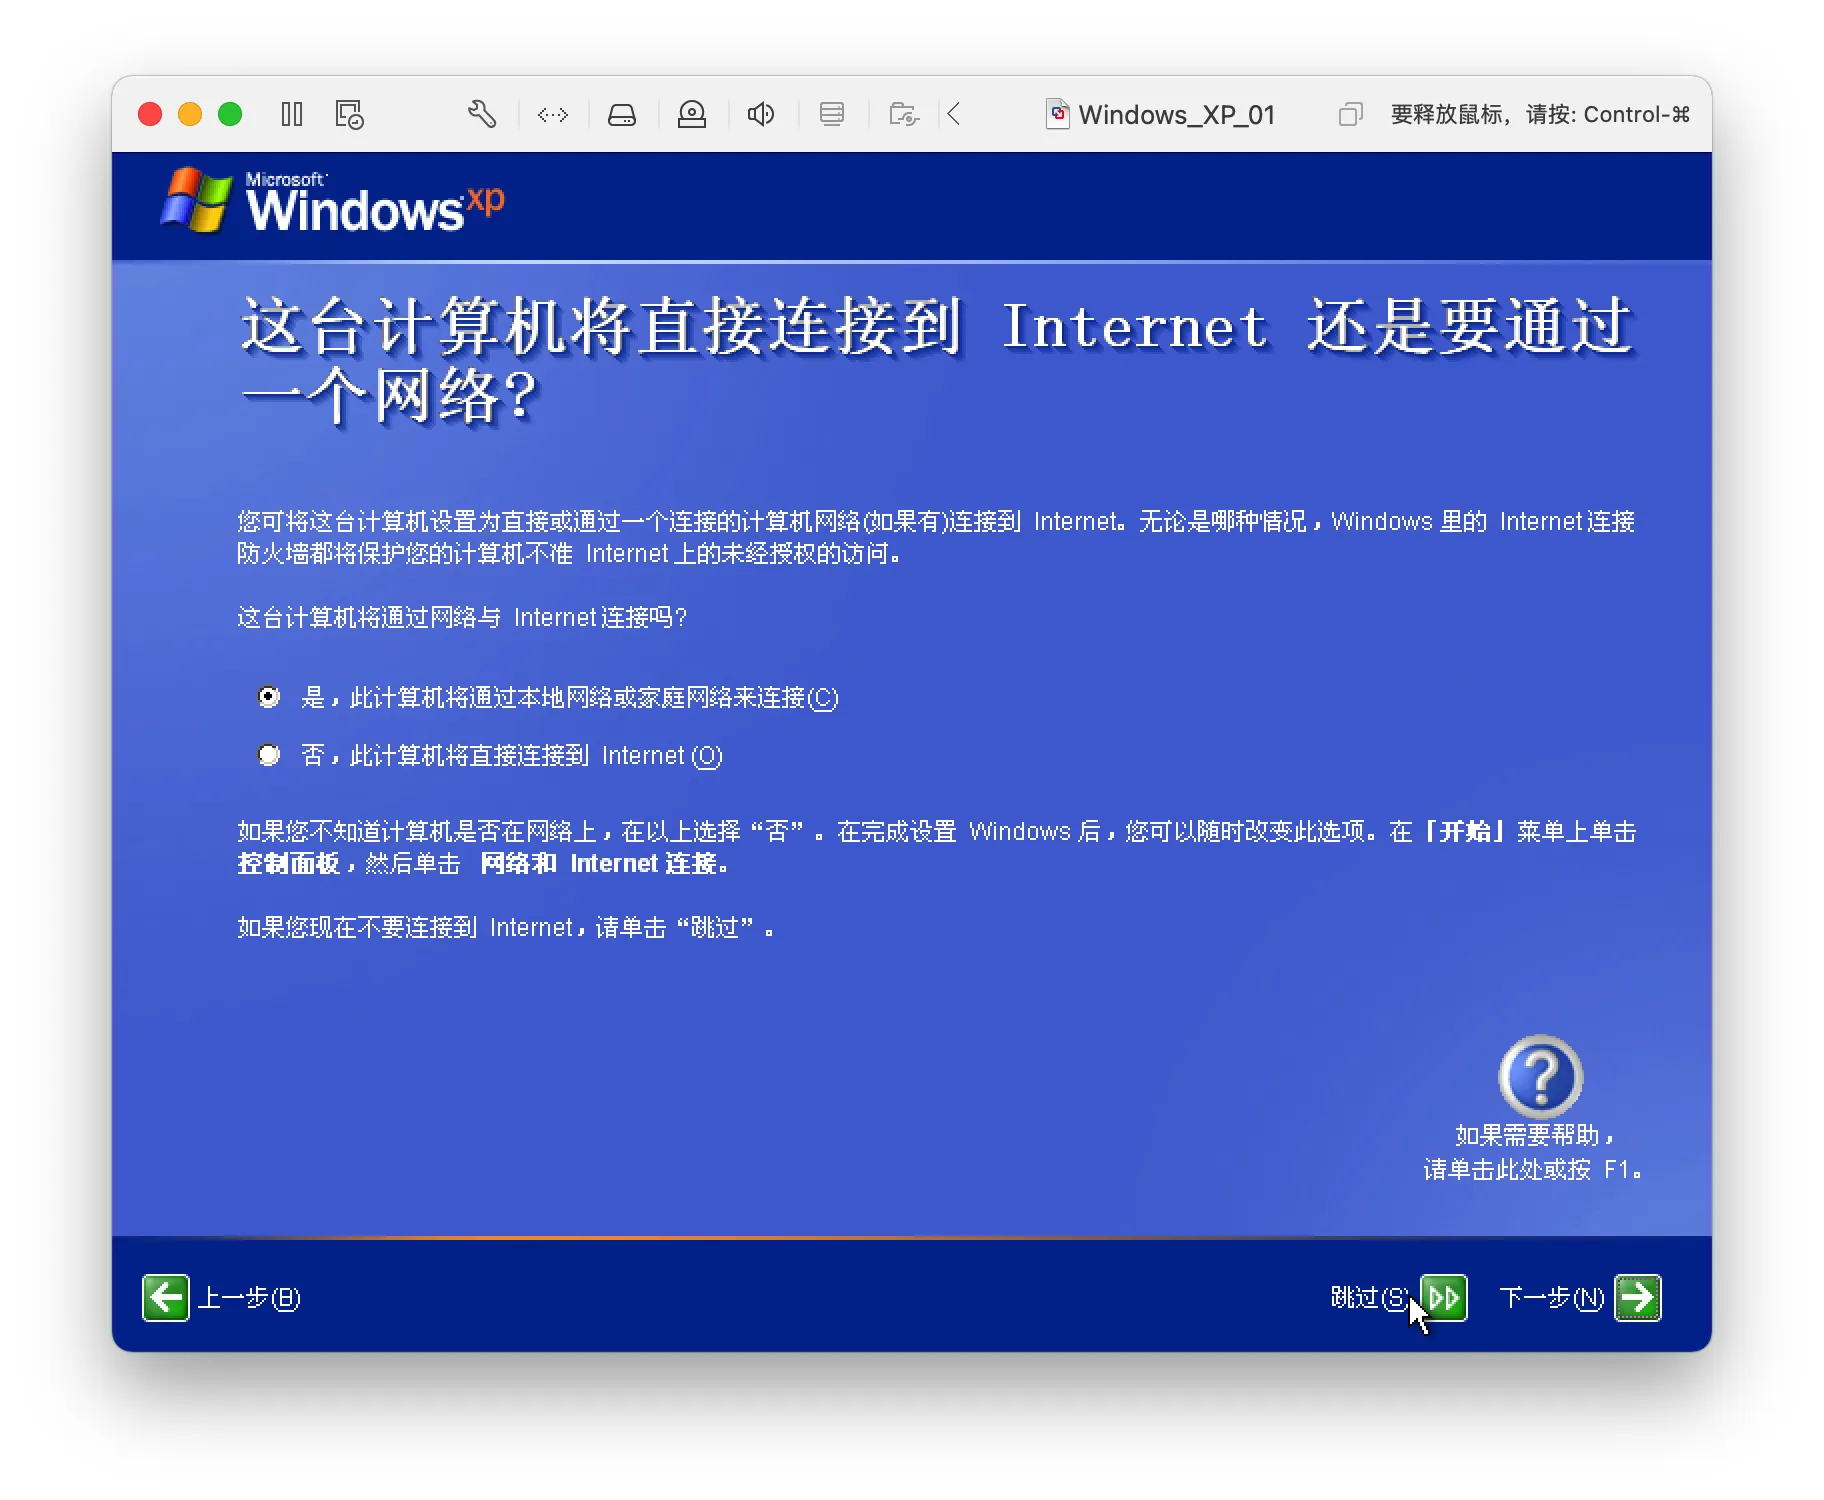 Windows_XP_01
要释放鼠标，请按: Control-⌘
Microsoft
Windows xp
这台计算机将直接连接到 Internet 还是要通过
一个网络?
您可将这台计算机设置为直接或通过一个连接的计算机网络(如果有)连接到 Internet。无论是哪种情况，Windows 里的 Internet 连接
防火墙都将保护您的计算机不准 Internet 上的未经授权的访问。
这台计算机将通过网络与 Internet 连接吗?
是，此计算机将通过本地网络或家庭网络来连接(C)
否，此计算机将直接连接到 Internet (O)
如果您不知道计算机是否在网络上，在以上选择“否”。在完成设置 Windows 后，您可以随时改变此选项。在「开始」菜单上单击
控制面板，然后单击 网络和 Internet 连接。
如果您现在不要连接到 Internet，请单击“跳过”。
如果需要帮助，
请单击此处或按 F1。
上一步(B)
跳过(S)
下一步(N)